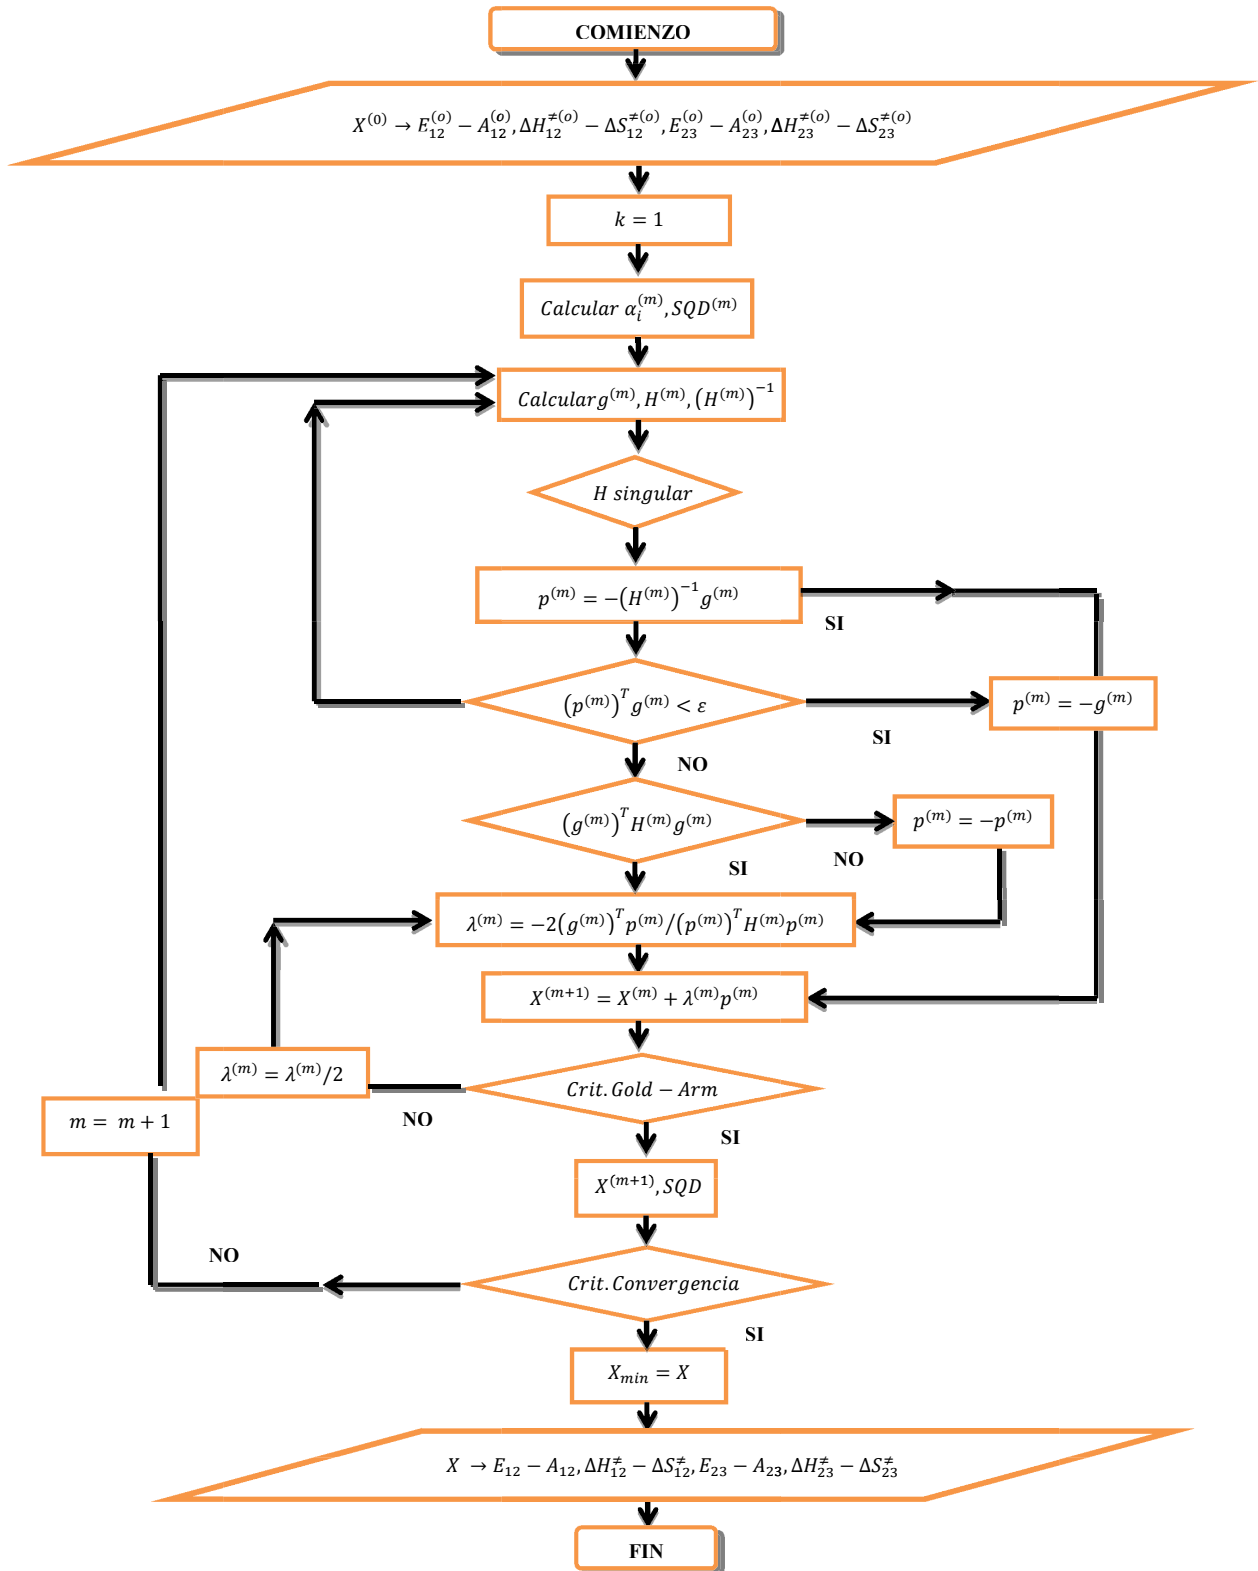 COMIENZO
X^(0) → E_12^(o) − A_12^(o), ΔH_12^≠(o) − ΔS_12^≠(o), E_23^(o) − A_23^(o), ΔH_23^≠(o) − ΔS_23^≠(o)
k = 1
Calcular α_i^(m), SQD^(m)
Calcularg^(m), H^(m), (H^(m))^−1
H singular
p^(m) = −(H^(m))^−1 g^(m)
SI
(p^(m))^T g^(m) < ε
p^(m) = −g^(m)
SI
NO
(g^(m))^T H^(m) g^(m)
p^(m) = −p^(m)
NO
SI
λ^(m) = −2(g^(m))^T p^(m)/(p^(m))^T H^(m) p^(m)
X^(m+1) = X^(m) + λ^(m) p^(m)
λ^(m) = λ^(m)/2
Crit. Gold − Arm
m = m + 1
NO
SI
X^(m+1), SQD
NO
Crit. Convergencia
SI
X_min = X
X → E_12 − A_12, ΔH_12^≠ − ΔS_12^≠, E_23 − A_23, ΔH_23^≠ − ΔS_23^≠
FIN